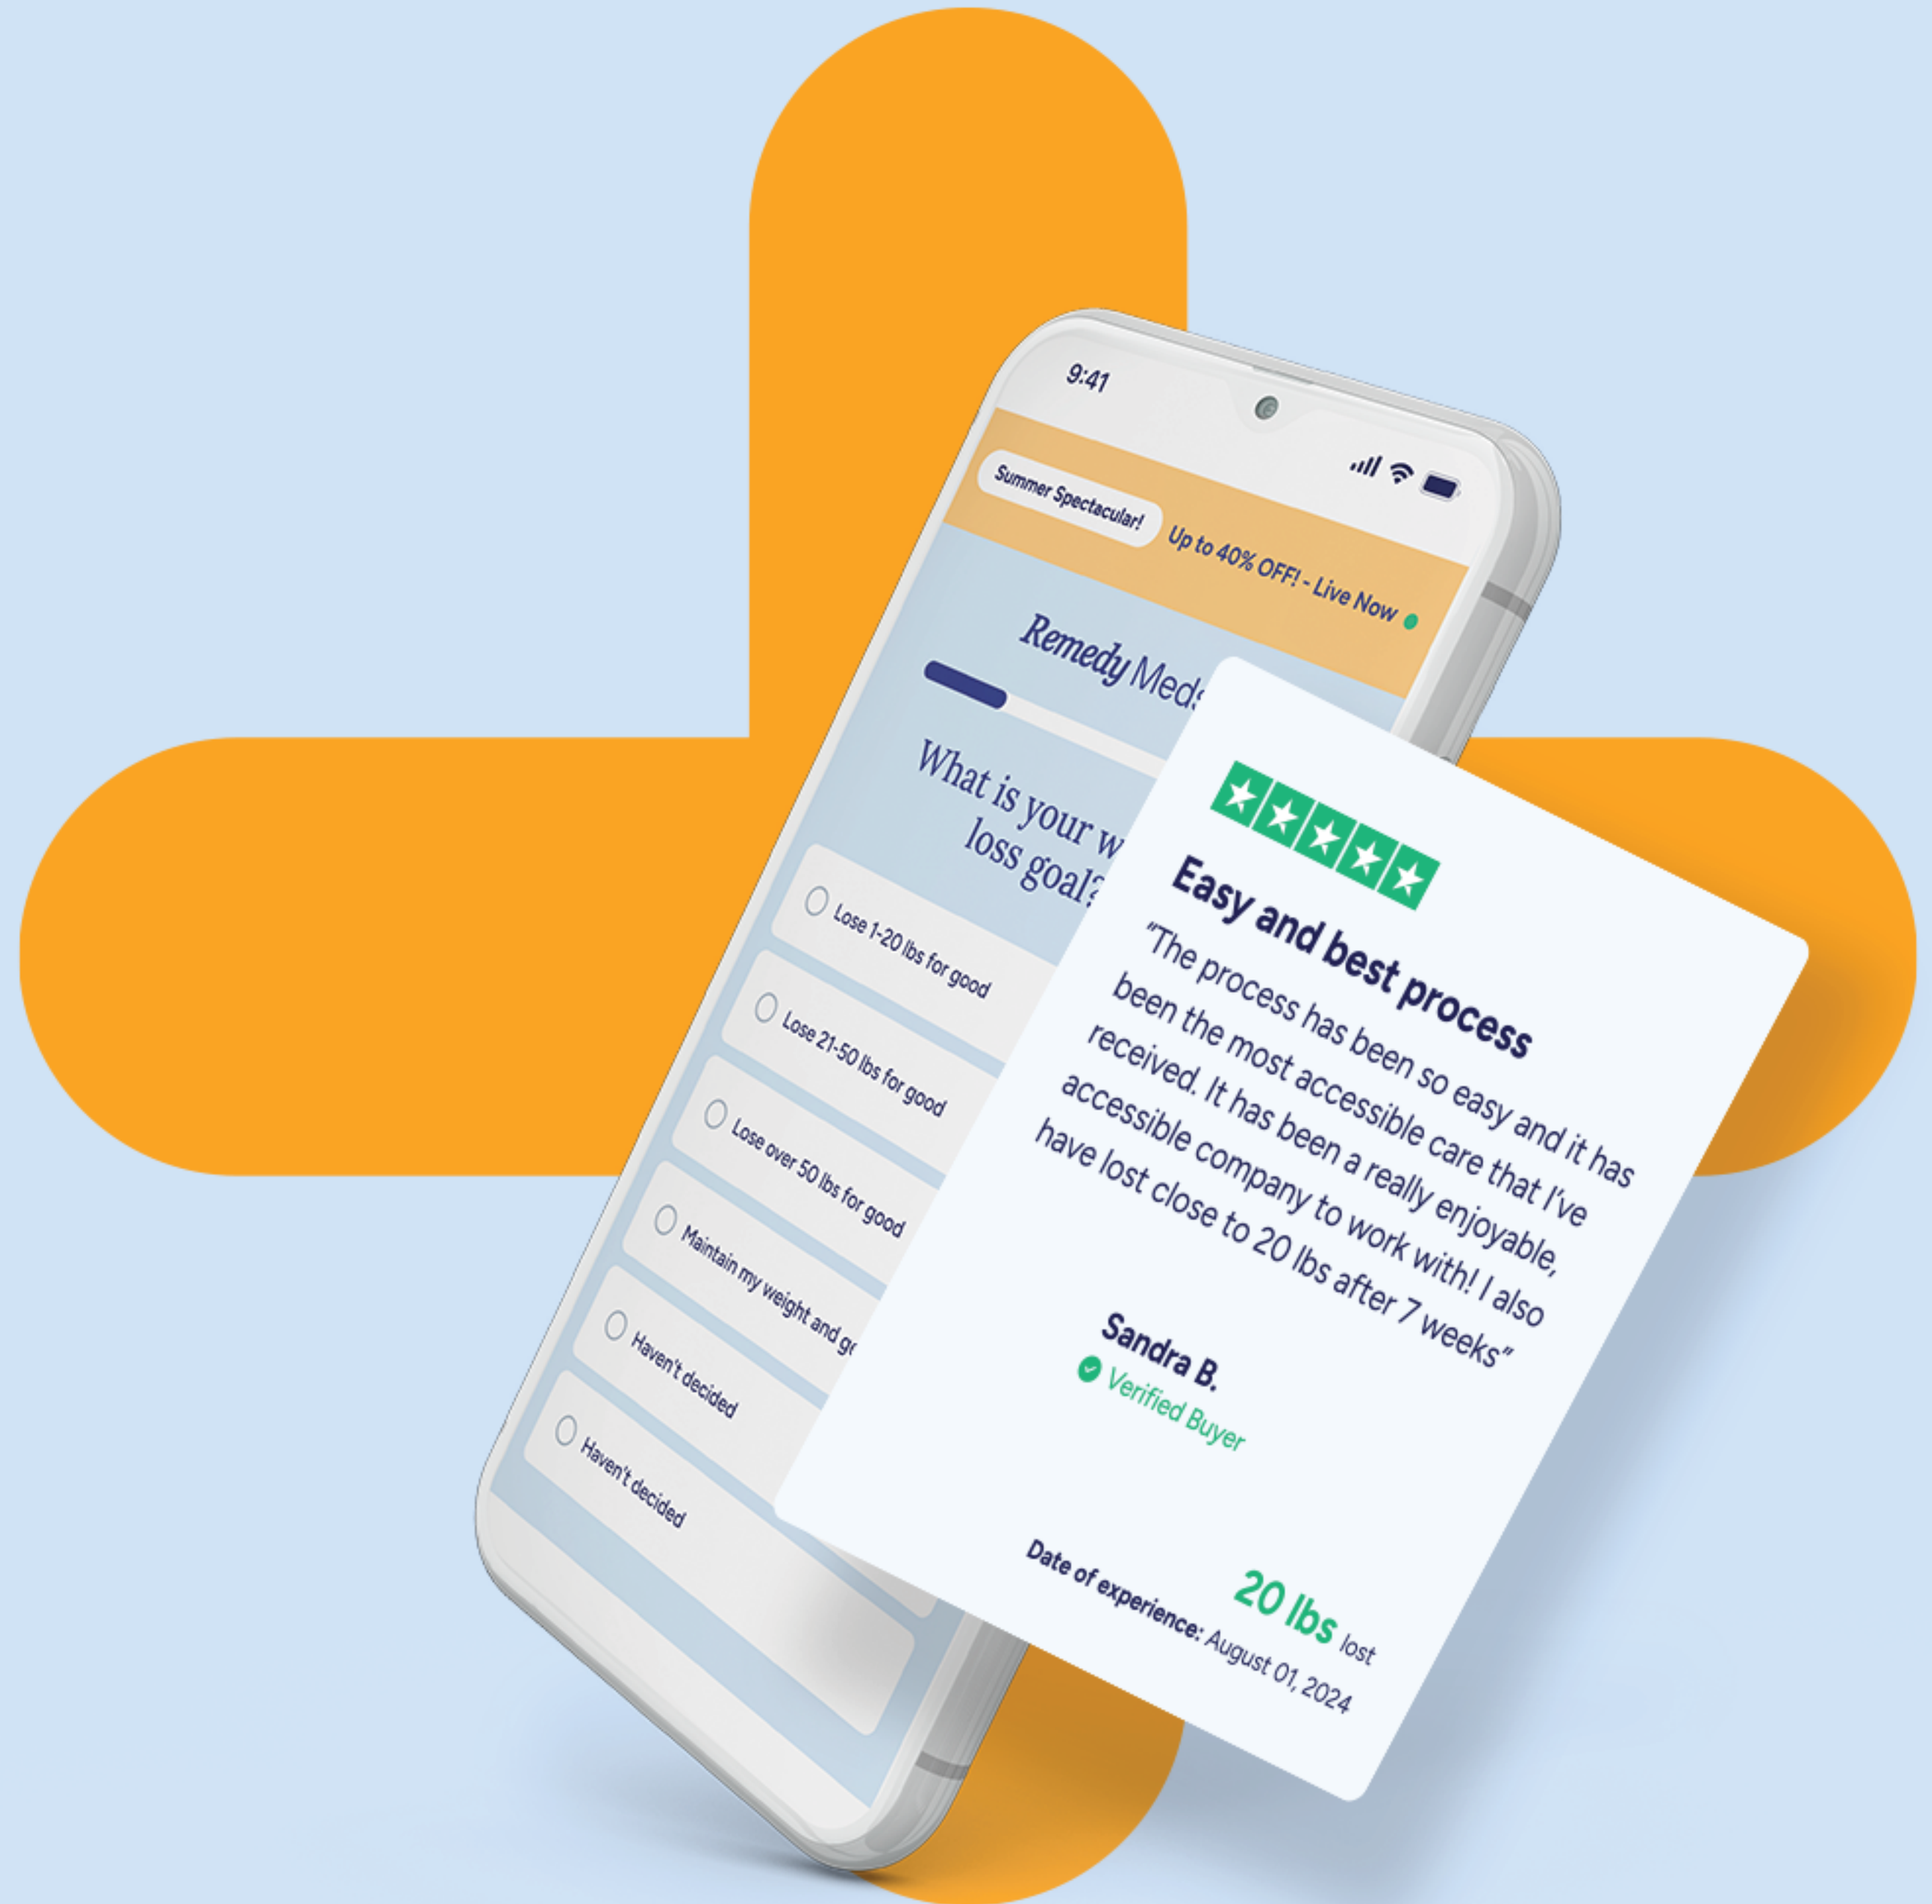 9:41
Summer Spectacular! Up to 40% OFF! - Live Now
Remedy Meds
What is your
loss goal?
Lose 1-20 lbs for good
Lose 21-50 lbs for good
Lose over 50 lbs for good
Maintain my weight and
Haven't decided
Haven't decided
Easy and best process
"The process has been so easy and it has
been the most accessible care that I've
received. It has been a really enjoyable,
accessible company to work with! I also
have lost close to 20 lbs after 7 weeks"
Sandra B.
Verified Buyer
20 lbs lost
Date of experience: August 01, 2024